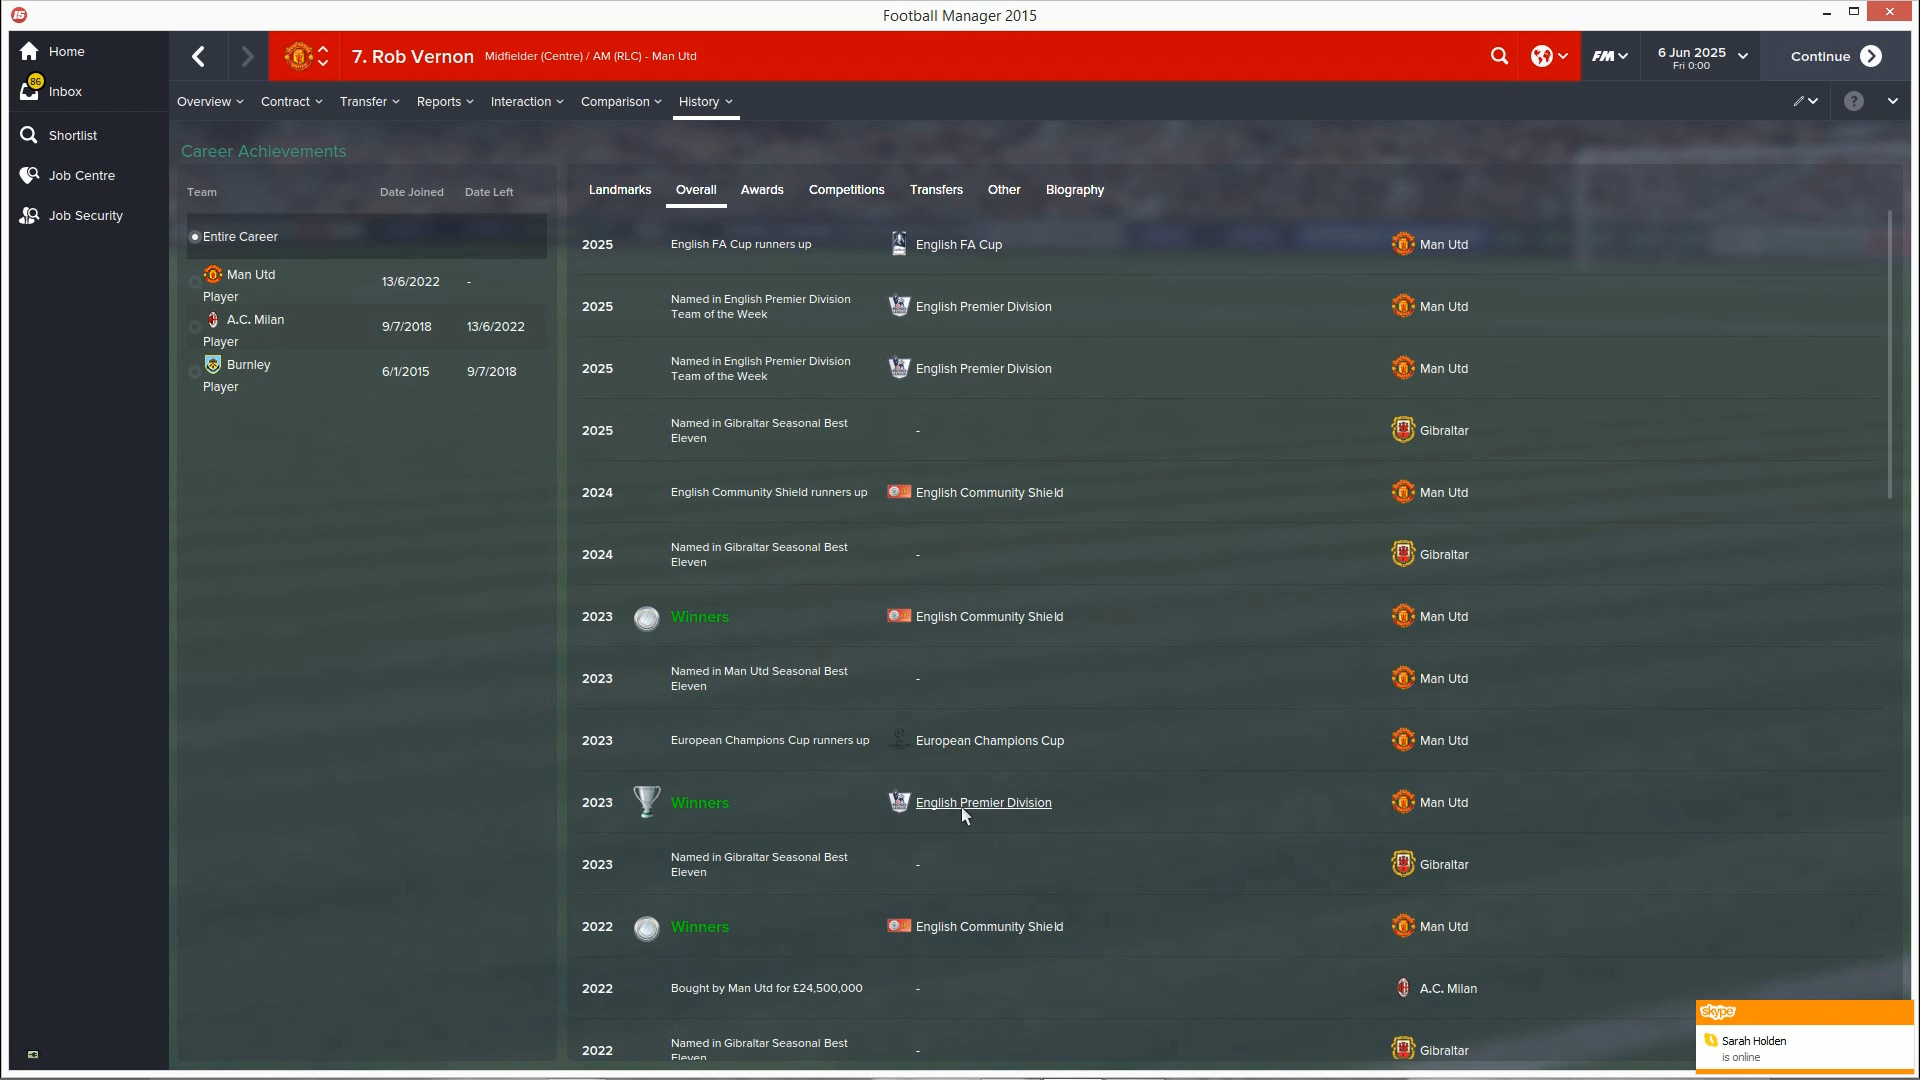 Football Manager 2015
Home
86
Inbox
Shortlist
Job Centre
Job Security
7. Rob Vernon Midfielder (Centre) / AM (RLC) - Man Utd
FM
6 Jun 2025
Fri 0:00
Continue
Overview Contract Transfer Reports Interaction Comparison History
?
Career Achievements
Team Date Joined Date Left
Entire Career
Man Utd
Player
13/6/2022 -
A.C. Milan
Player
9/7/2018 13/6/2022
Burnley
Player
6/1/2015 9/7/2018
Landmarks Overall Awards Competitions Transfers Other Biography
2025 English FA Cup runners up English FA Cup Man Utd
2025 Named in English Premier Division
Team of the Week
English Premier Division Man Utd
2025 Named in English Premier Division
Team of the Week
English Premier Division Man Utd
2025 Named in Gibraltar Seasonal Best
Eleven
- Gibraltar
2024 English Community Shield runners up English Community Shield Man Utd
2024 Named in Gibraltar Seasonal Best
Eleven
- Gibraltar
2023 Winners English Community Shield Man Utd
2023 Named in Man Utd Seasonal Best
Eleven
- Man Utd
2023 European Champions Cup runners up European Champions Cup Man Utd
2023 Winners English Premier Division Man Utd
2023 Named in Gibraltar Seasonal Best
Eleven
- Gibraltar
2022 Winners English Community Shield Man Utd
2022 Bought by Man Utd for £24,500,000 - A.C. Milan
2022 Named in Gibraltar Seasonal Best
Eleven
- Gibraltar
skype
Sarah Holden
is online